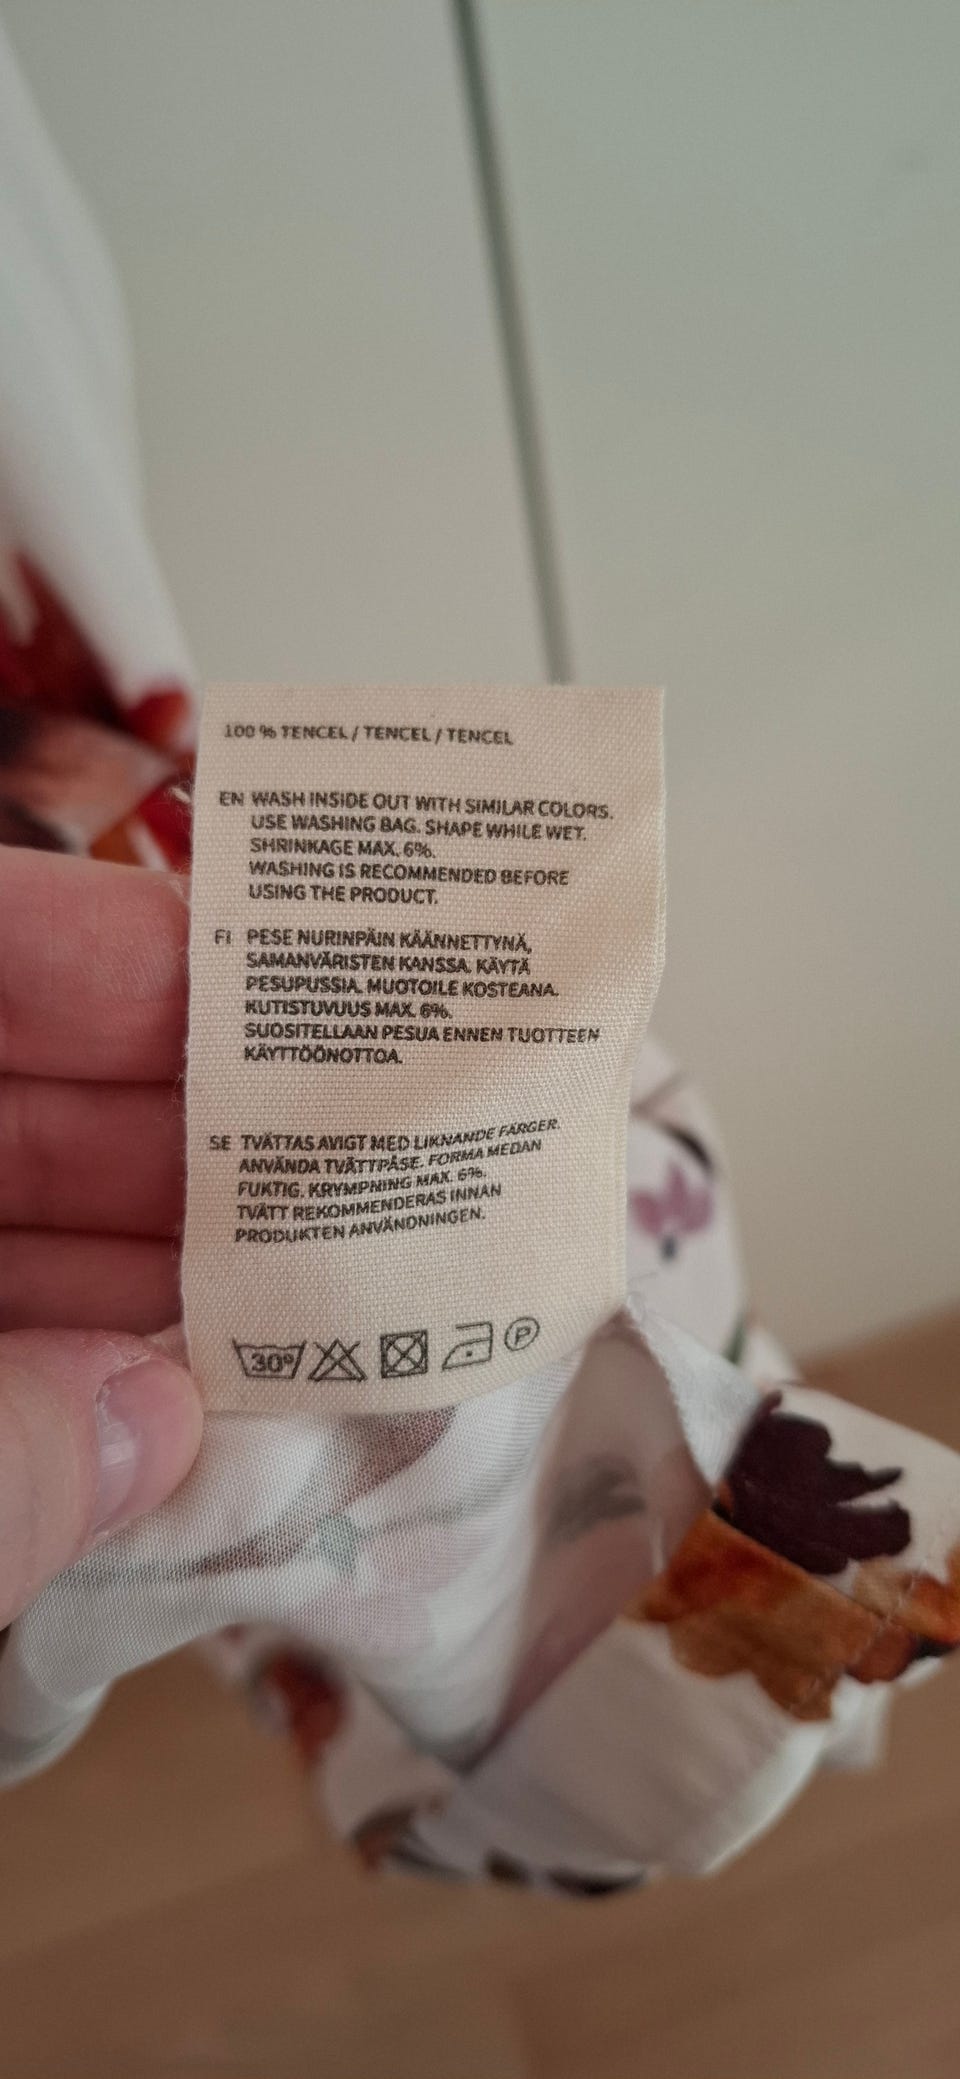 100 % TENCEL / TENCEL / TENCEL
EN WASH INSIDE OUT WITH SIMILAR COLORS.
USE WASHING BAG. SHAPE WHILE WET.
SHRINKAGE MAX. 6%.
WASHING IS RECOMMENDED BEFORE
USING THE PRODUCT.
FI PESE NURINPÄIN KÄÄNNETTYNÄ,
SAMANVÄRISTEN KANSSA. KÄYTÄ
PESUPUSSIA. MUOTOILE KOSTEANA.
KUTISTUVUUS MAX. 6%.
SUOSITELLAAN PESUA ENNEN TUOTTEEN
KÄYTTÖÖNOTTOA.
SE TVÄTTAS AVIGT MED LIKNANDE FÄRGER.
ANVÄNDA TVÄTTPÅSE. FORMA MEDAN
FUKTIG. KRYMPNING MAX. 6%.
TVÄTT REKOMMENDERAS INNAN
PRODUKTEN ANVÄNDNINGEN.
30° P